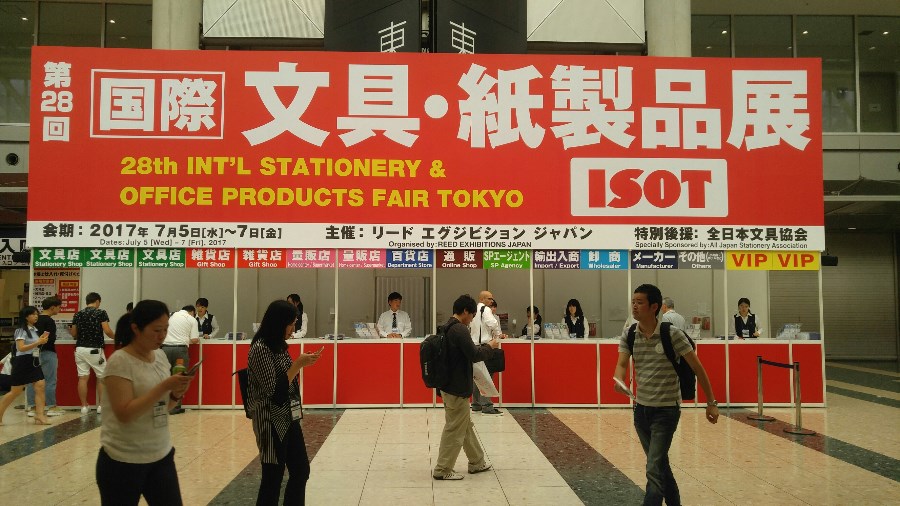 東 東
第28回
国際 文具・紙製品展
28th INT'L STATIONERY &
OFFICE PRODUCTS FAIR TOKYO
ISOT
会期：2017年 7月5日[水]～7日[金] 主催：リード エグジビション ジャパン 特別後援：全日本文具協会
Dates:July 5 [Wed] - 7 [Fri], 2017 Organised by:REED EXHIBITIONS JAPAN Specially Sponsored by:All Japan Stationery Association
文具店 文具店 文具店 雑貨店 雑貨店 量販店 量販店 百貨店 通販 SPエージェント 輸出入商 卸商 メーカー その他 VIP VIP
Stationery Shop Stationery Shop Stationery Shop Gift Shop Gift Shop Department Store Online Shop SP Agency Import / Export Wholesaler Manufacturer Others